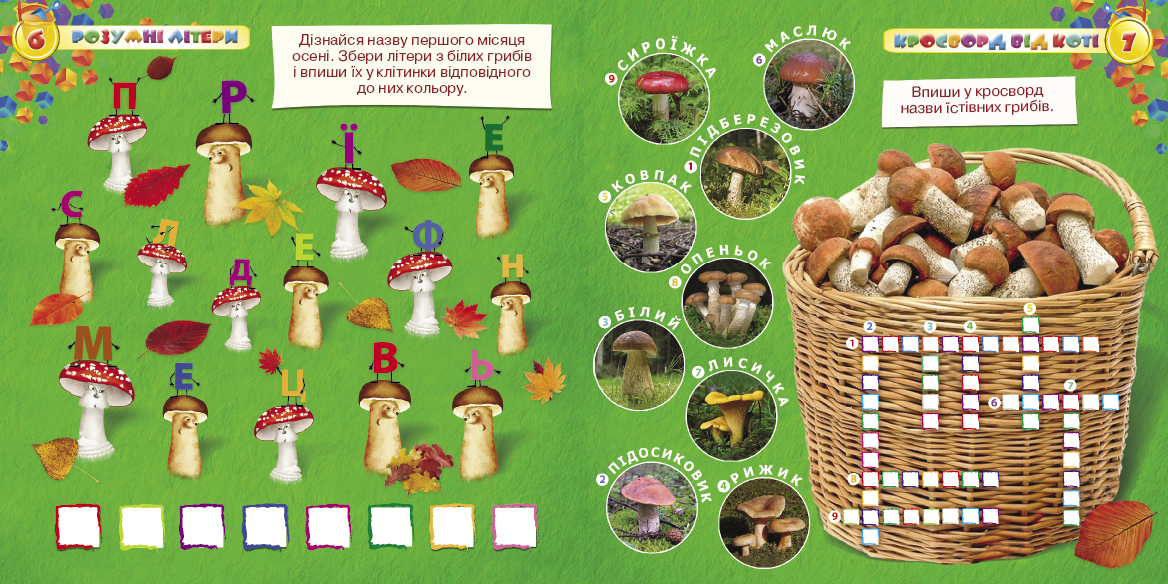 6
РОЗУМНІ ЛІТЕРИ
Дізнайся назву першого місяця
осені. Збери літери з білих грибів
і впиши їх у клітинки відповідного
до них кольору.
П
Р
Ї
Е
С
Л
Д
Е
Ф
Н
М
Е
Ц
В
Ь
КРОСВОРД ВІД КОТІ
7
Впиши у кросворд
назви їстівних грибів.
9 СИРОЇЖКА
6 МАСЛЮК
1 ПІДБЕРЕЗОВИК
5 КОВПАК
8 ОПЕНЬОК
3 БІЛИЙ
7 ЛИСИЧКА
2 ПІДОСИКОВИК
4 РИЖИК
5
2 3 4
1
7
6
8
9